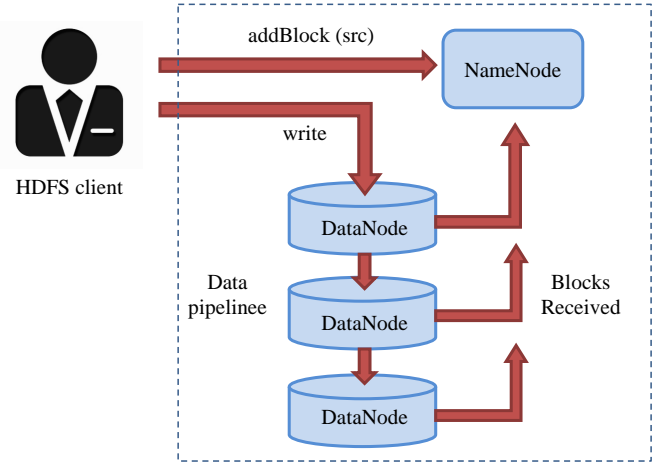 addBlock (src)
NameNode
write
HDFS client
DataNode
Data
pipelinee
Blocks
Received
DataNode
DataNode